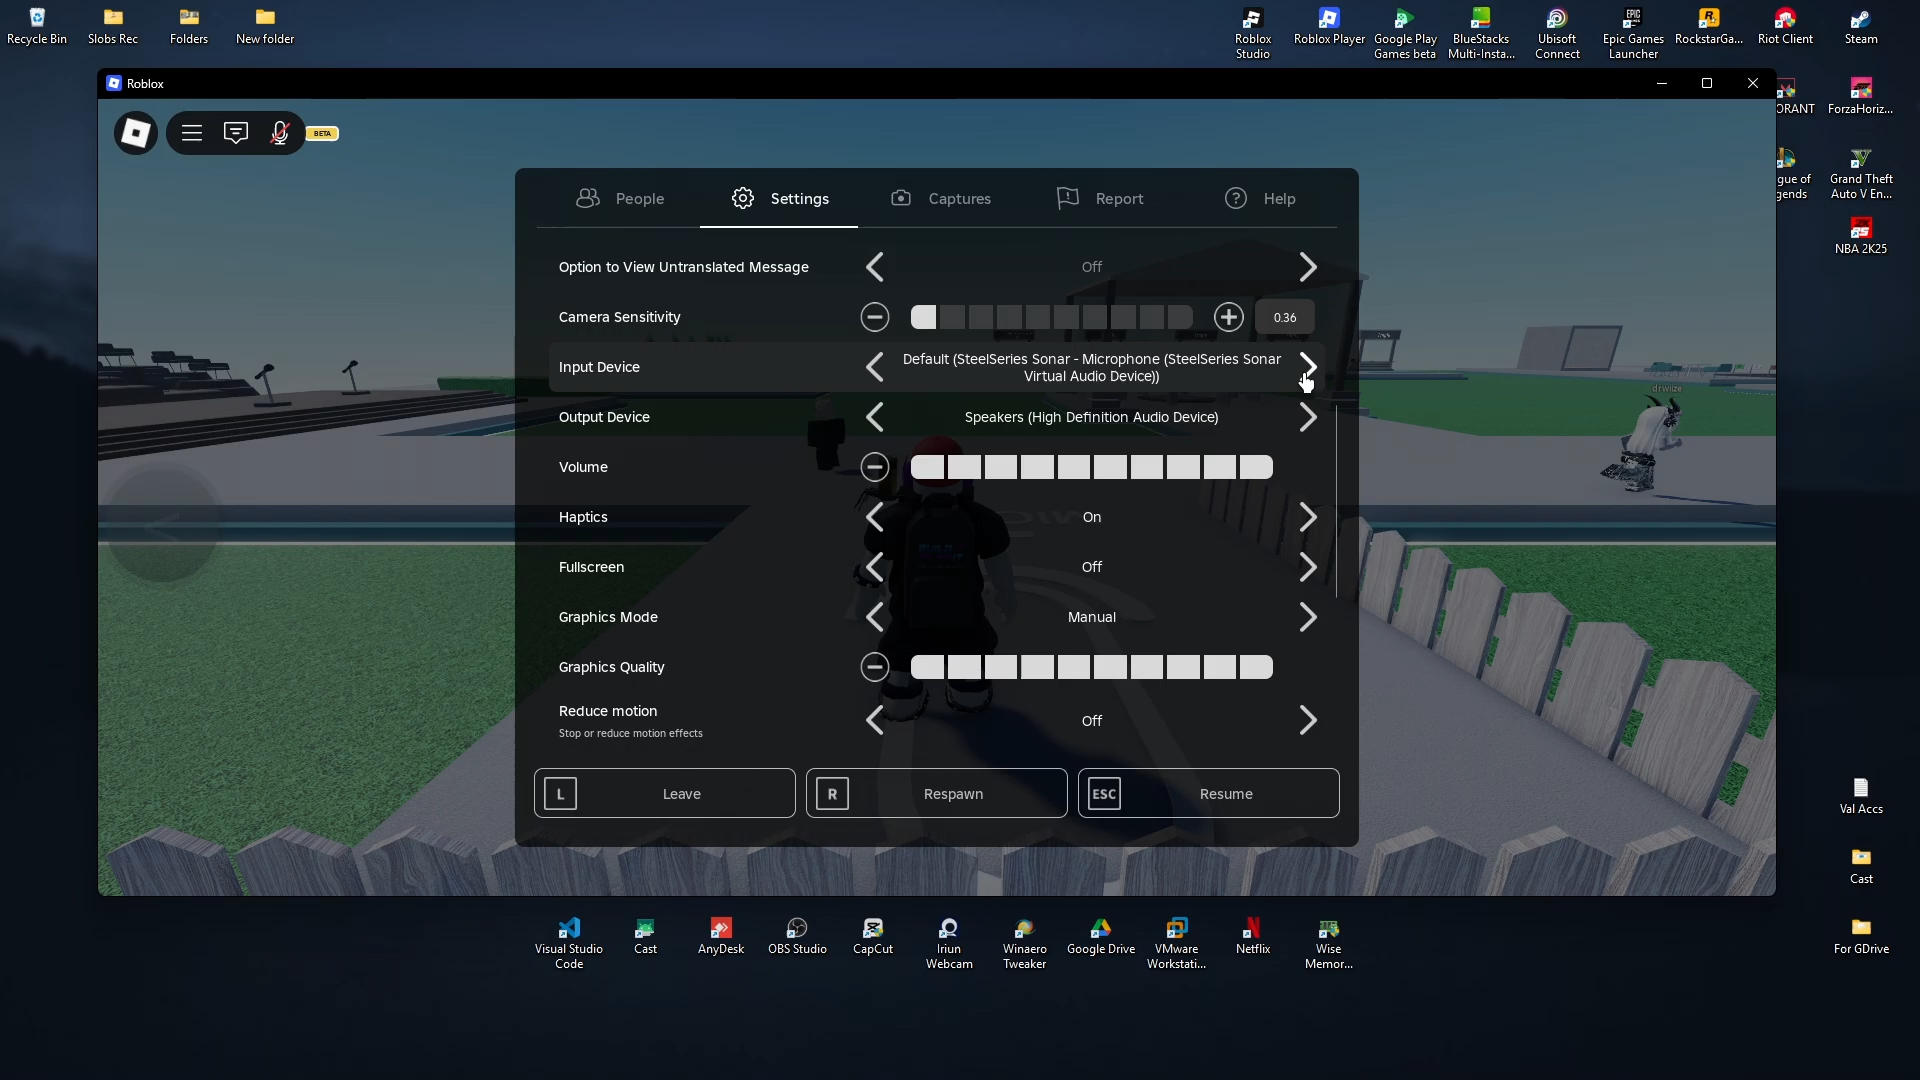 Recycle Bin
Slobs Rec
Folders
New folder
Roblox
Studio
Roblox Player
Google Play
Games beta
BlueStacks
Multi-Insta...
Ubisoft
Connect
Epic Games
Launcher
RockstarGa...
Riot Client
Steam
Roblox
ORANT
ForzaHoriz...
BETA
gue of
gends
Grand Theft
Auto V En...
NBA 2K25
People
Settings
Captures
Report
Help
Option to View Untranslated Message
Off
Camera Sensitivity
0.36
Input Device
Default (SteelSeries Sonar - Microphone (SteelSeries Sonar
Virtual Audio Device))
drwiize
Output Device
Speakers (High Definition Audio Device)
Volume
Haptics
On
Fullscreen
Off
Graphics Mode
Manual
Graphics Quality
Reduce motion
Stop or reduce motion effects
Off
L
Leave
R
Respawn
ESC
Resume
Val Accs
Cast
Visual Studio
Code
Cast
AnyDesk
OBS Studio
CapCut
Iriun
Webcam
Winaero
Tweaker
Google Drive
VMware
Workstati...
Netflix
Wise
Memor...
For GDrive